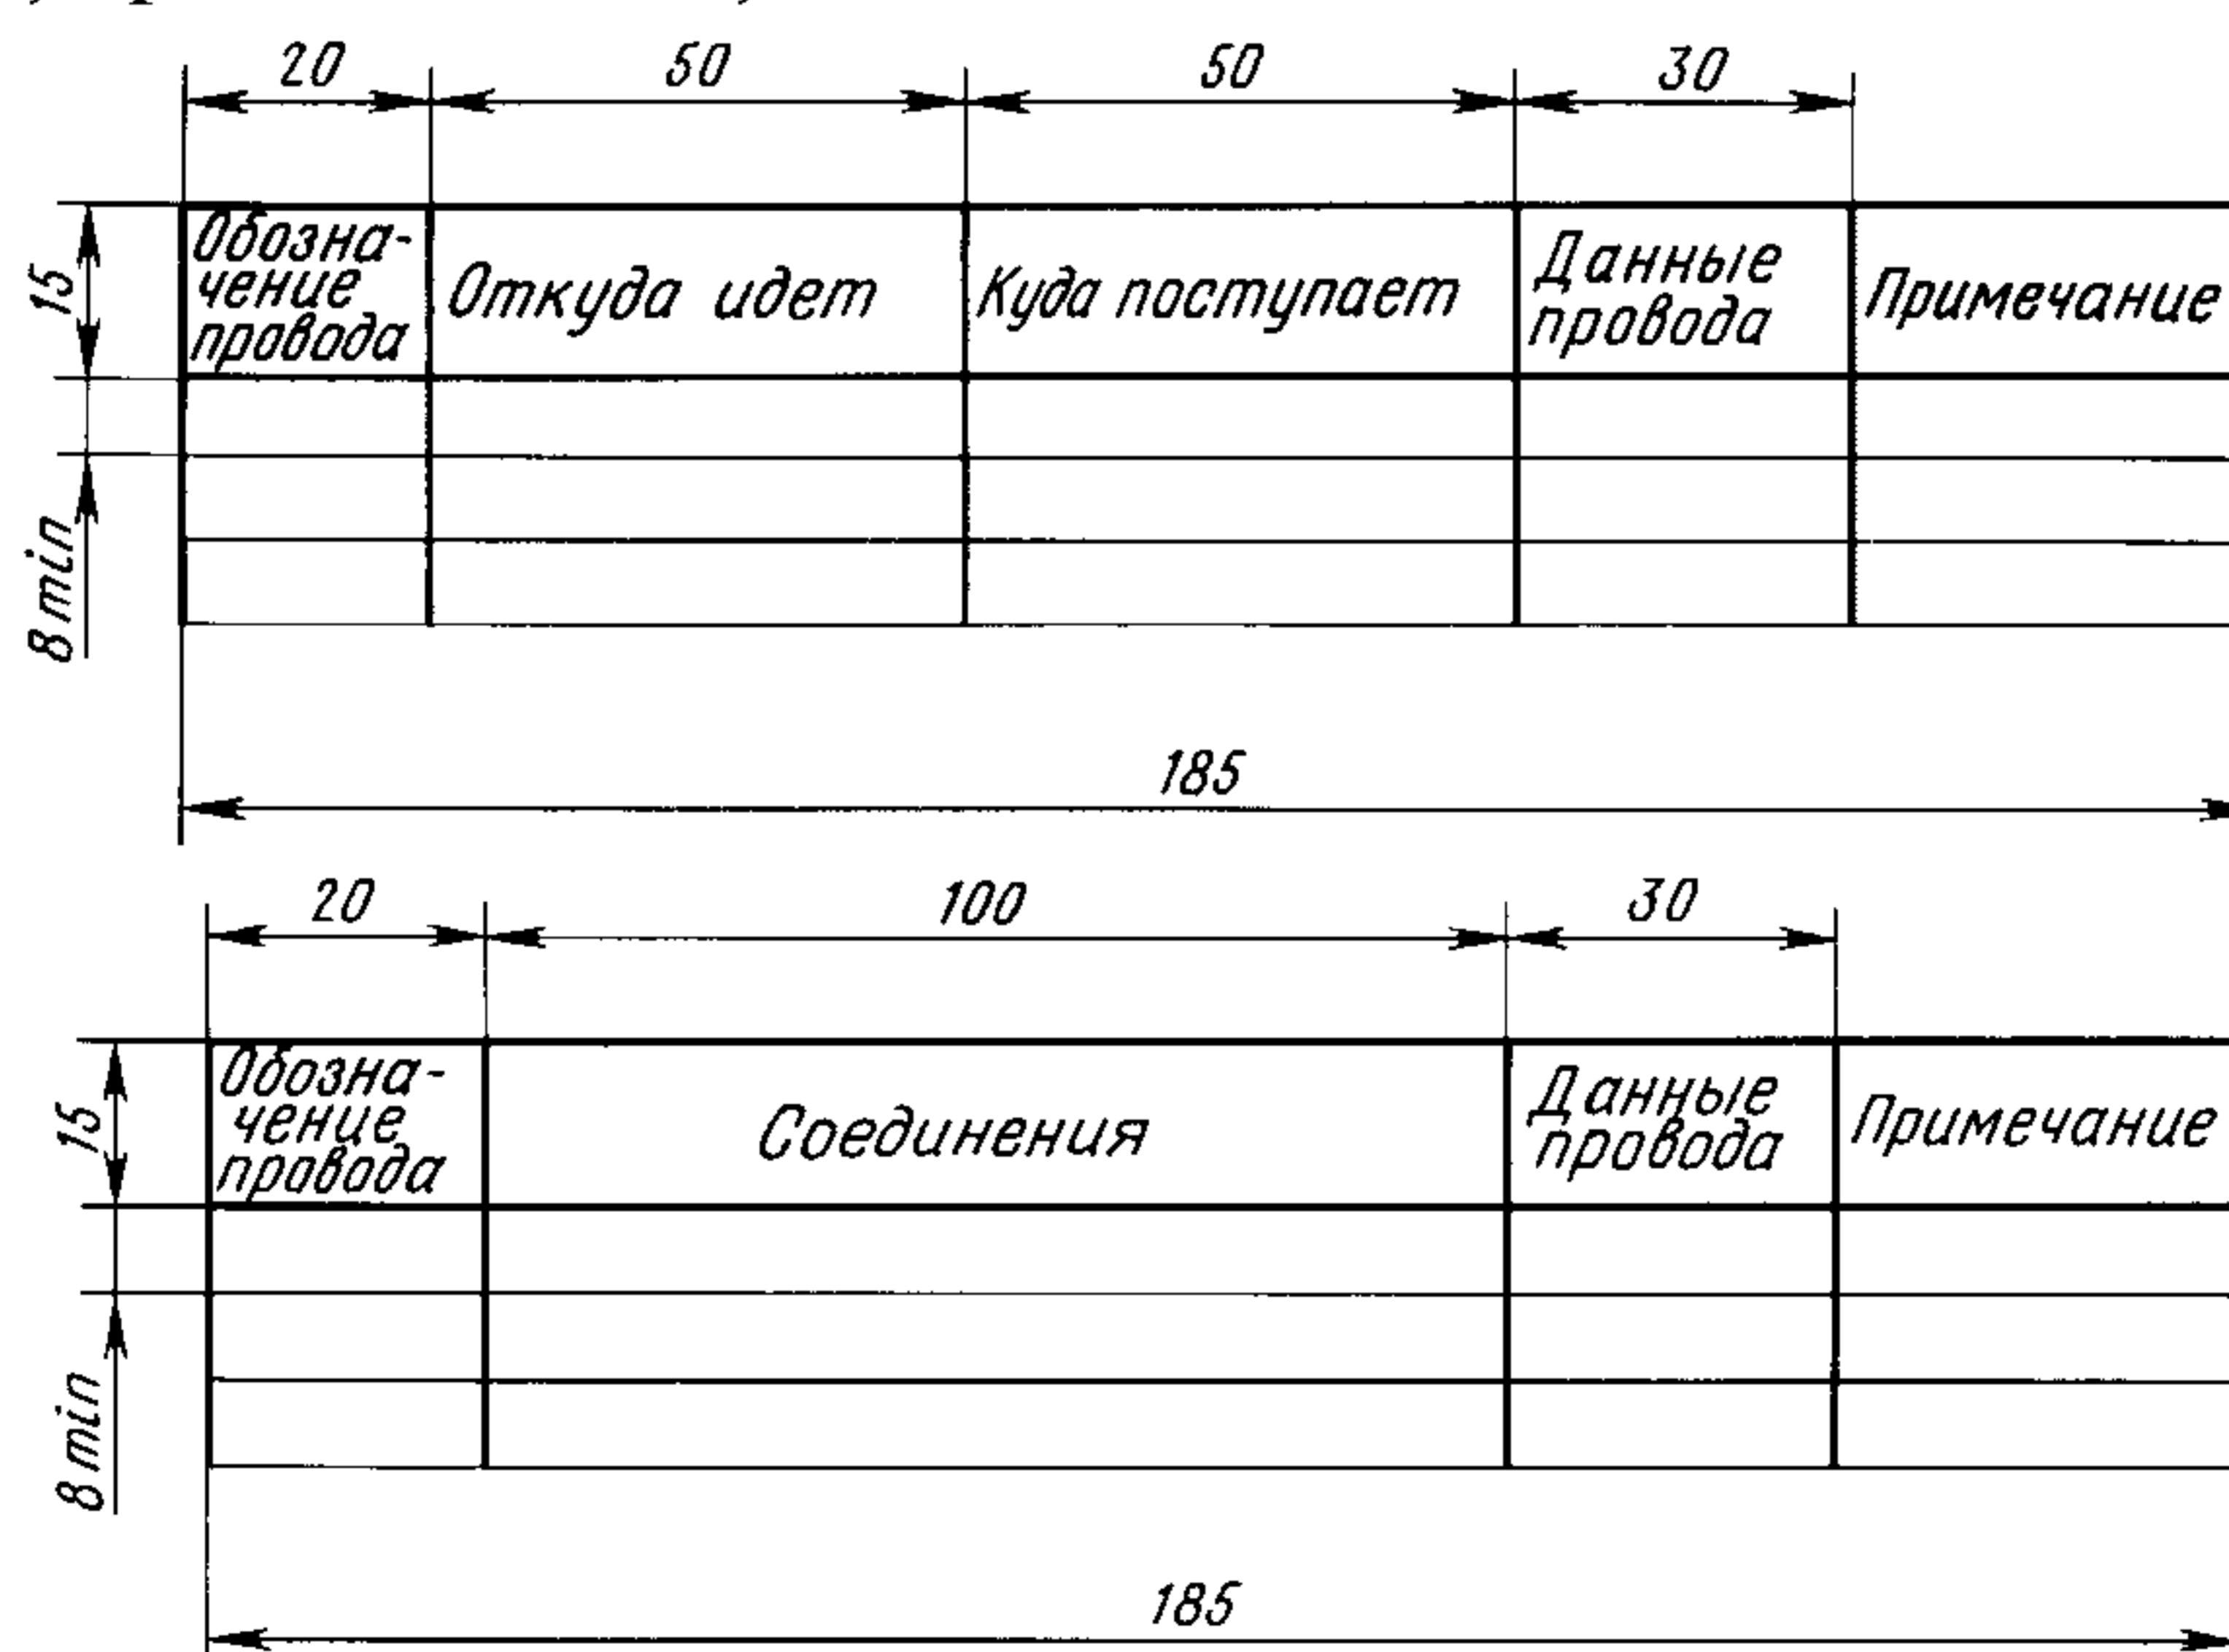 20 50 50 30
Обозна-
чение
провода
Откуда идет
Куда поступает
Данные
провода
Примечание
15
8 min
185
20 100 30
Обозна-
чение
провода
Соединения
Данные
провода
Примечание
15
8 min
185